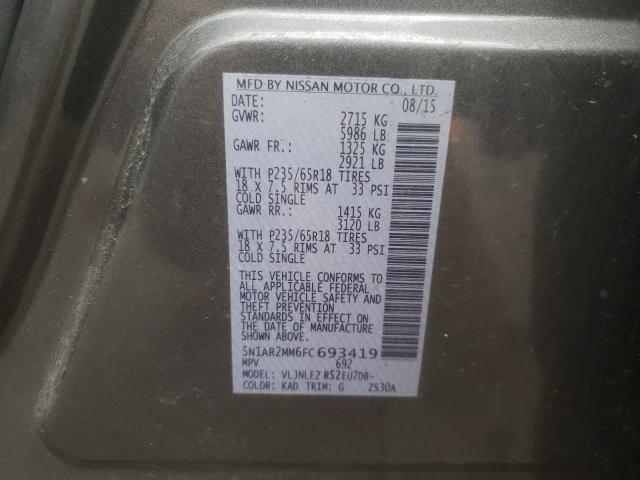 MFD BY NISSAN MOTOR CO., LTD.
DATE: 08/15
GVWR: 2715 KG
5986 LB
GAWR FR.: 1325 KG
2921 LB
WITH P235/65R18 TIRES
18 X 7.5 RIMS AT 33 PSI
COLD SINGLE
GAWR RR.: 1415 KG
3120 LB
WITH P235/65R18 TIRES
18 X 7.5 RIMS AT 33 PSI
COLD SINGLE
THIS VEHICLE CONFORMS TO
ALL APPLICABLE FEDERAL
MOTOR VEHICLE SAFETY AND
THEFT PREVENTION
STANDARDS IN EFFECT ON
THE DATE OF MANUFACTURE
SHOWN ABOVE.
5N1AR2MM6FC693419
MPV 692
MODEL: VLJNLEZ R52EU7DB-
COLOR: KAD TRIM: G ZS30A